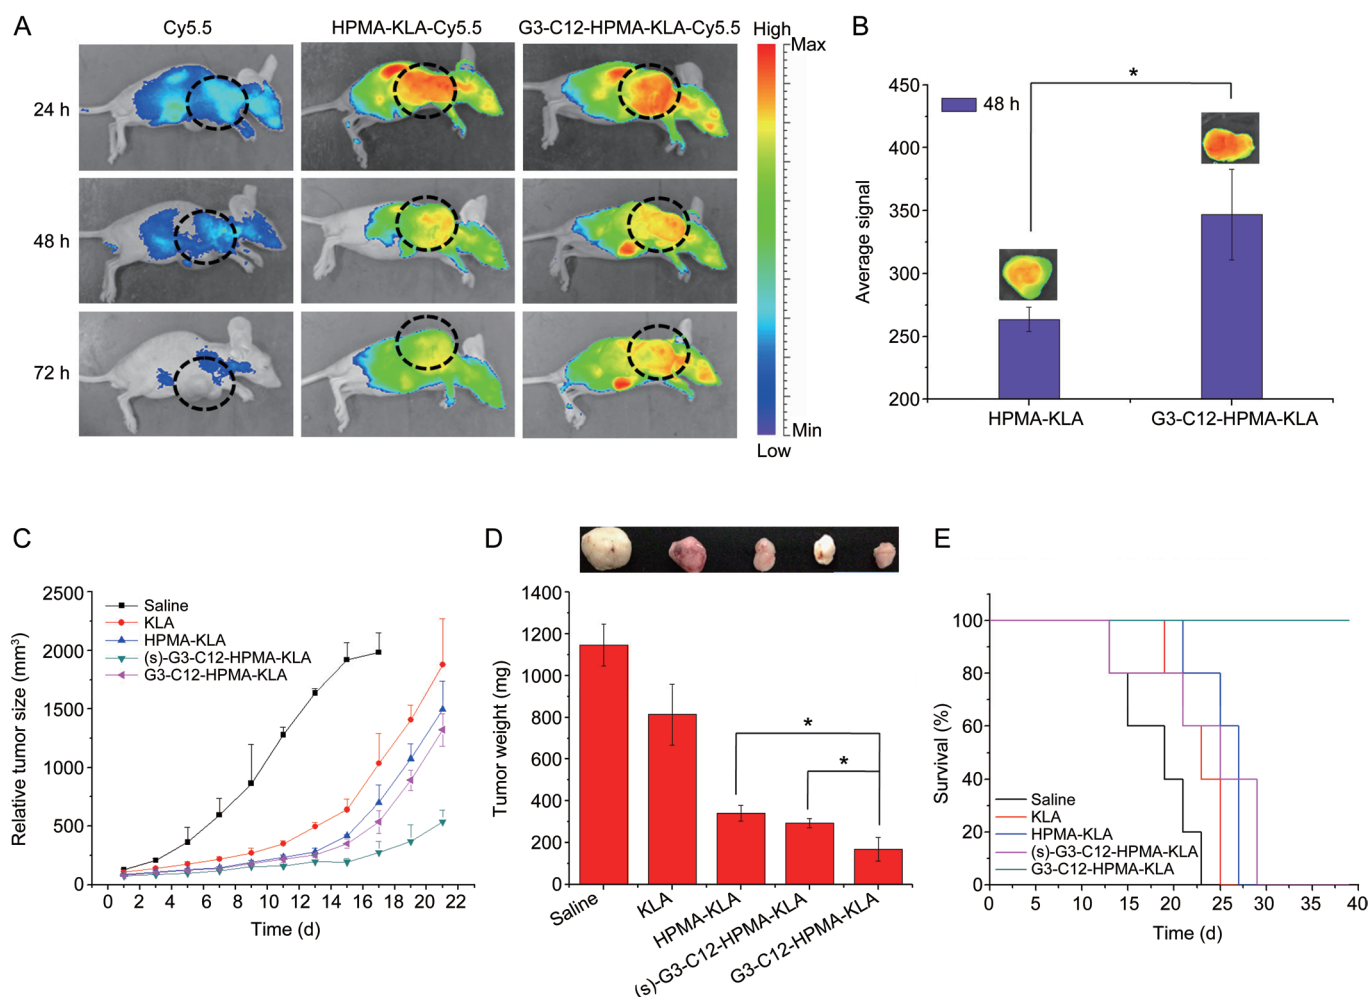 A
Cy5.5
HPMA-KLA-Cy5.5
G3-C12-HPMA-KLA-Cy5.5
High
Max
24 h
48 h
72 h
Min
Low
B
450
400
350
300
250
200
Average signal
48 h
*
HPMA-KLA
G3-C12-HPMA-KLA
C
2500
2000
1500
1000
500
0
Relative tumor size (mm³)
Saline
KLA
HPMA-KLA
(s)-G3-C12-HPMA-KLA
G3-C12-HPMA-KLA
0 2 4 6 8 10 12 14 16 18 20 22
Time (d)
D
1400
1200
1000
800
600
400
200
0
Tumor weight (mg)
*
*
Saline
KLA
HPMA-KLA
(s)-G3-C12-HPMA-KLA
G3-C12-HPMA-KLA
E
100
80
60
40
20
0
Survival (%)
Saline
KLA
HPMA-KLA
(s)-G3-C12-HPMA-KLA
G3-C12-HPMA-KLA
0 5 10 15 20 25 30 35 40
Time (d)